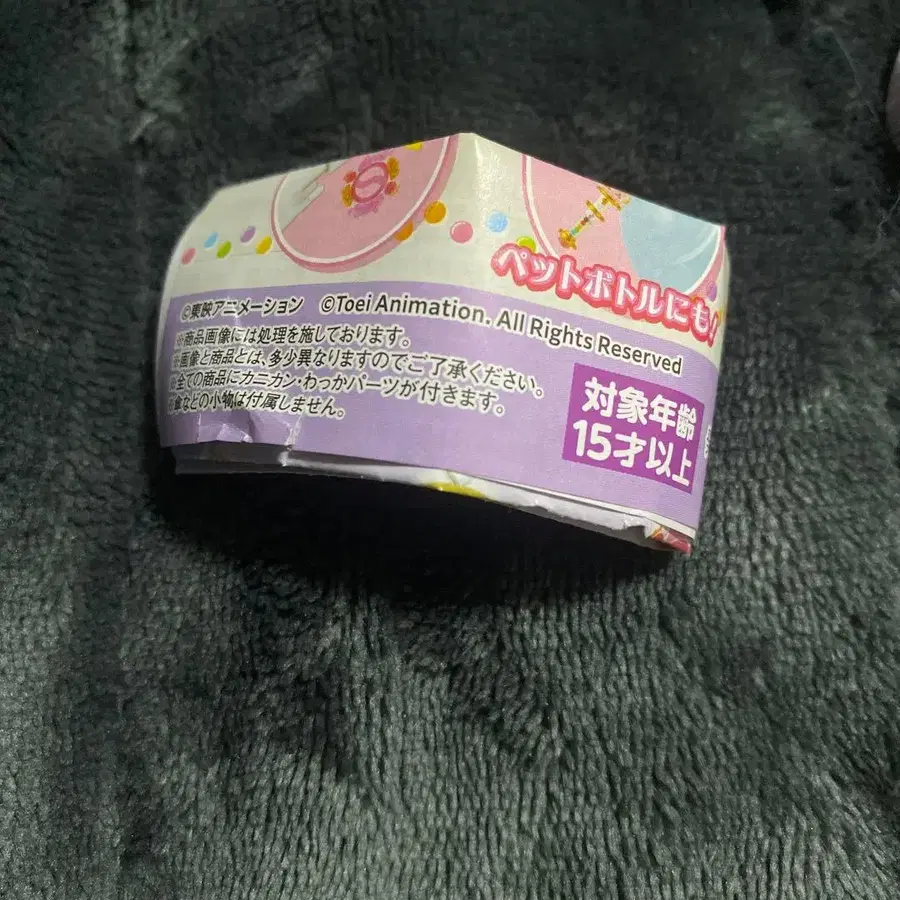 ペットボトルにも!!
©東映アニメーション ©Toei Animation. All Rights Reserved
※商品画像には処理を施しております。
※画像と商品とは、多少異なりますのでご了承ください。
※全ての商品にカニカン・わっかパーツが付きます。
傘などの小物は付属しません。
対象年齢
15才以上